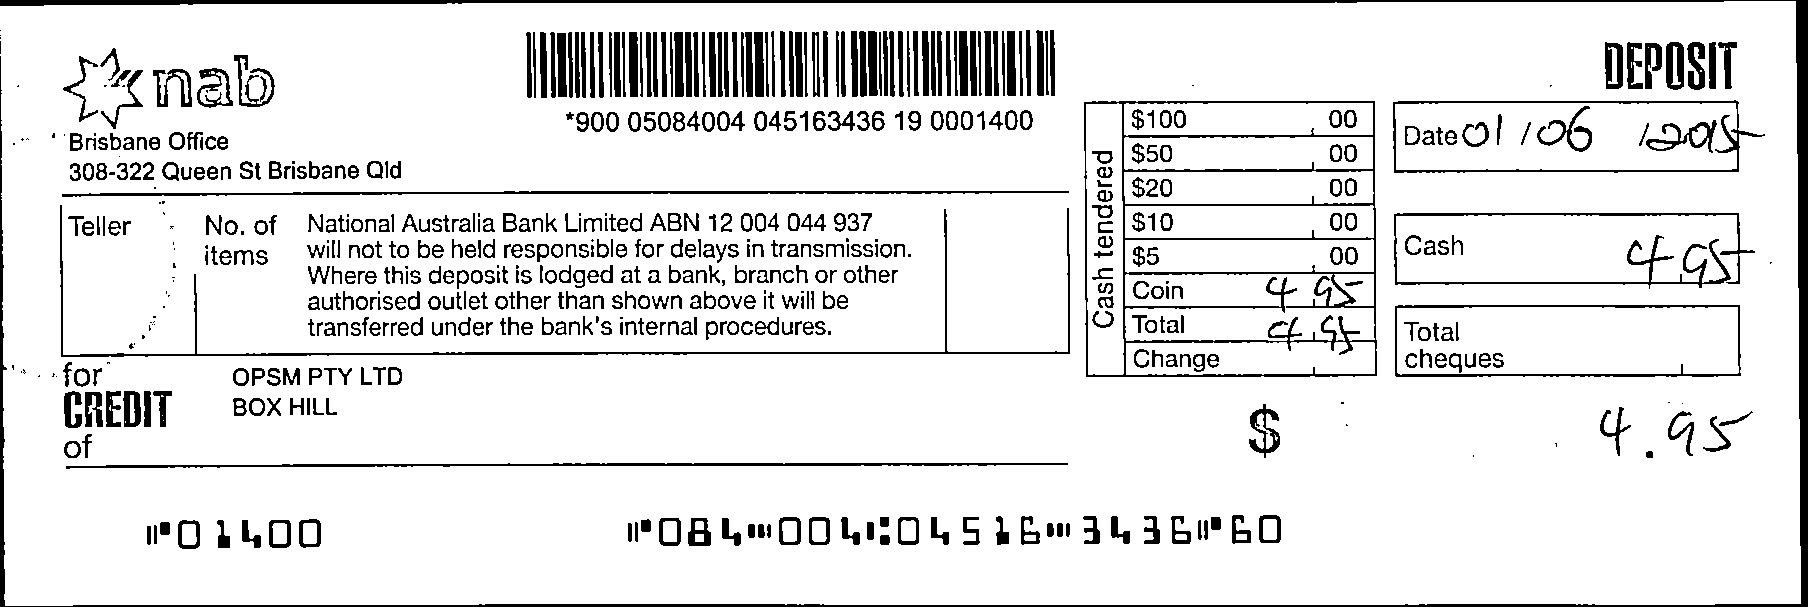 nab
*900 05084004 045163436 19 0001400
DEPOSIT
Brisbane Office
308-322 Queen St Brisbane Qld
Teller
No. of items
National Australia Bank Limited ABN 12 004 044 937
will not to be held responsible for delays in transmission.
Where this deposit is lodged at a bank, branch or other
authorised outlet other than shown above it will be
transferred under the bank's internal procedures.
for
CREDIT
of
OPSM PTY LTD
BOX HILL
Cash tendered
$100 , 00
$50 , 00
$20 , 00
$10 , 00
$5 , 00
Coin 4,95
Total 4,95
Change
Date 01/06/2015
Cash 4,95
Total
cheques
$ 4.95
⑈01400 ⑈084⑉004⑆04516⑉3436⑈60